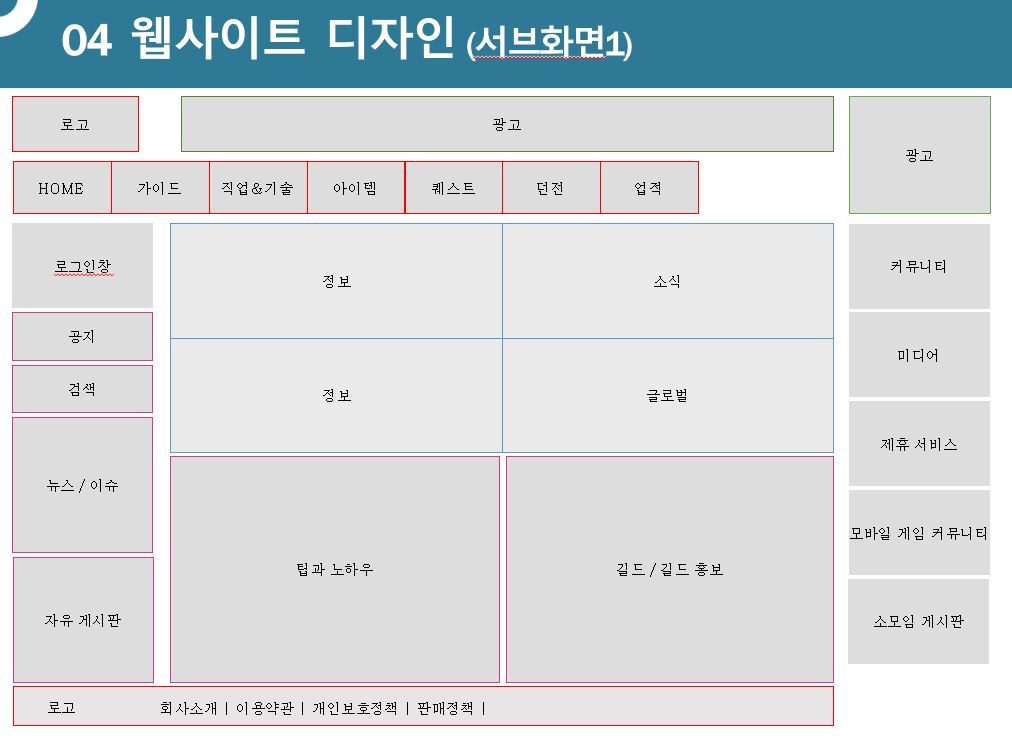 04 웹사이트 디자인 (서브화면1)
로고
광고
광고
HOME
가이드
직업&기술
아이템
퀘스트
던전
업적
로그인창
공지
검색
뉴스 / 이슈
자유 게시판
정보
소식
정보
글로벌
팁과 노하우
길드 / 길드 홍보
커뮤니티
미디어
제휴 서비스
모바일 게임 커뮤니티
소모임 게시판
로고
회사소개 | 이용약관 | 개인보호정책 | 판매정책 |